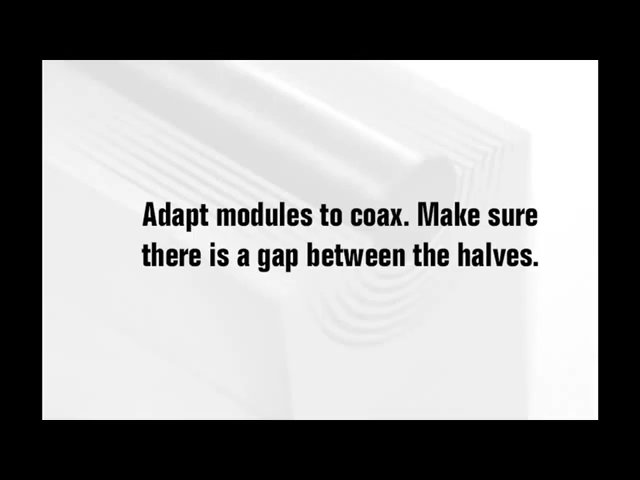 Adapt modules to coax. Make sure
there is a gap between the halves.